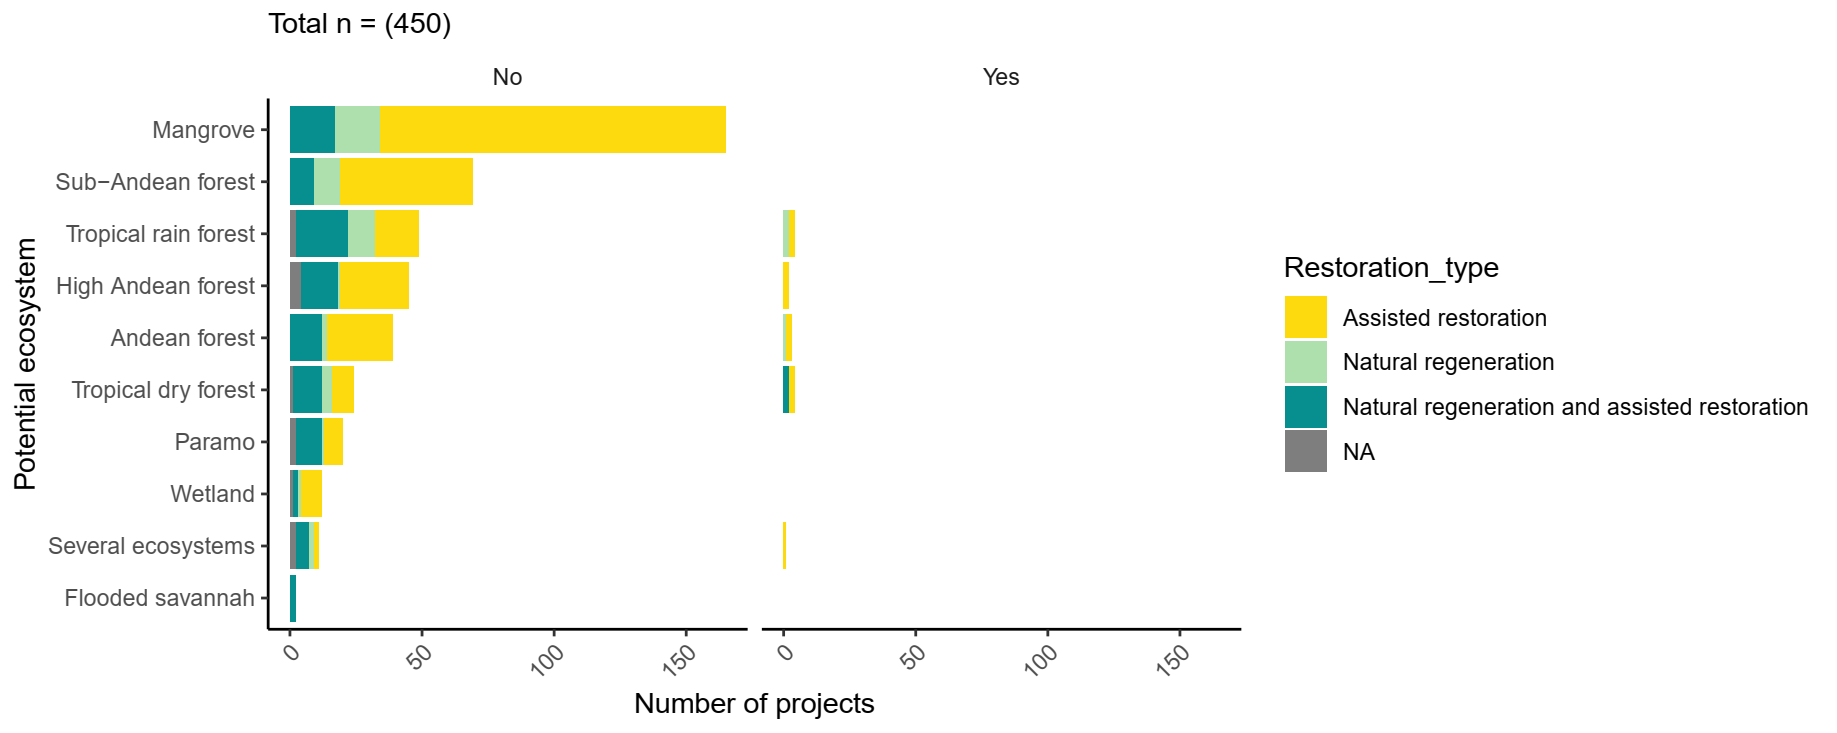 Total n = (450)
No
Yes
Potential ecosystem
Mangrove
Sub−Andean forest
Tropical rain forest
High Andean forest
Andean forest
Tropical dry forest
Paramo
Wetland
Several ecosystems
Flooded savannah
0
50
100
150
0
50
100
150
Number of projects
Restoration_type
Assisted restoration
Natural regeneration
Natural regeneration and assisted restoration
NA